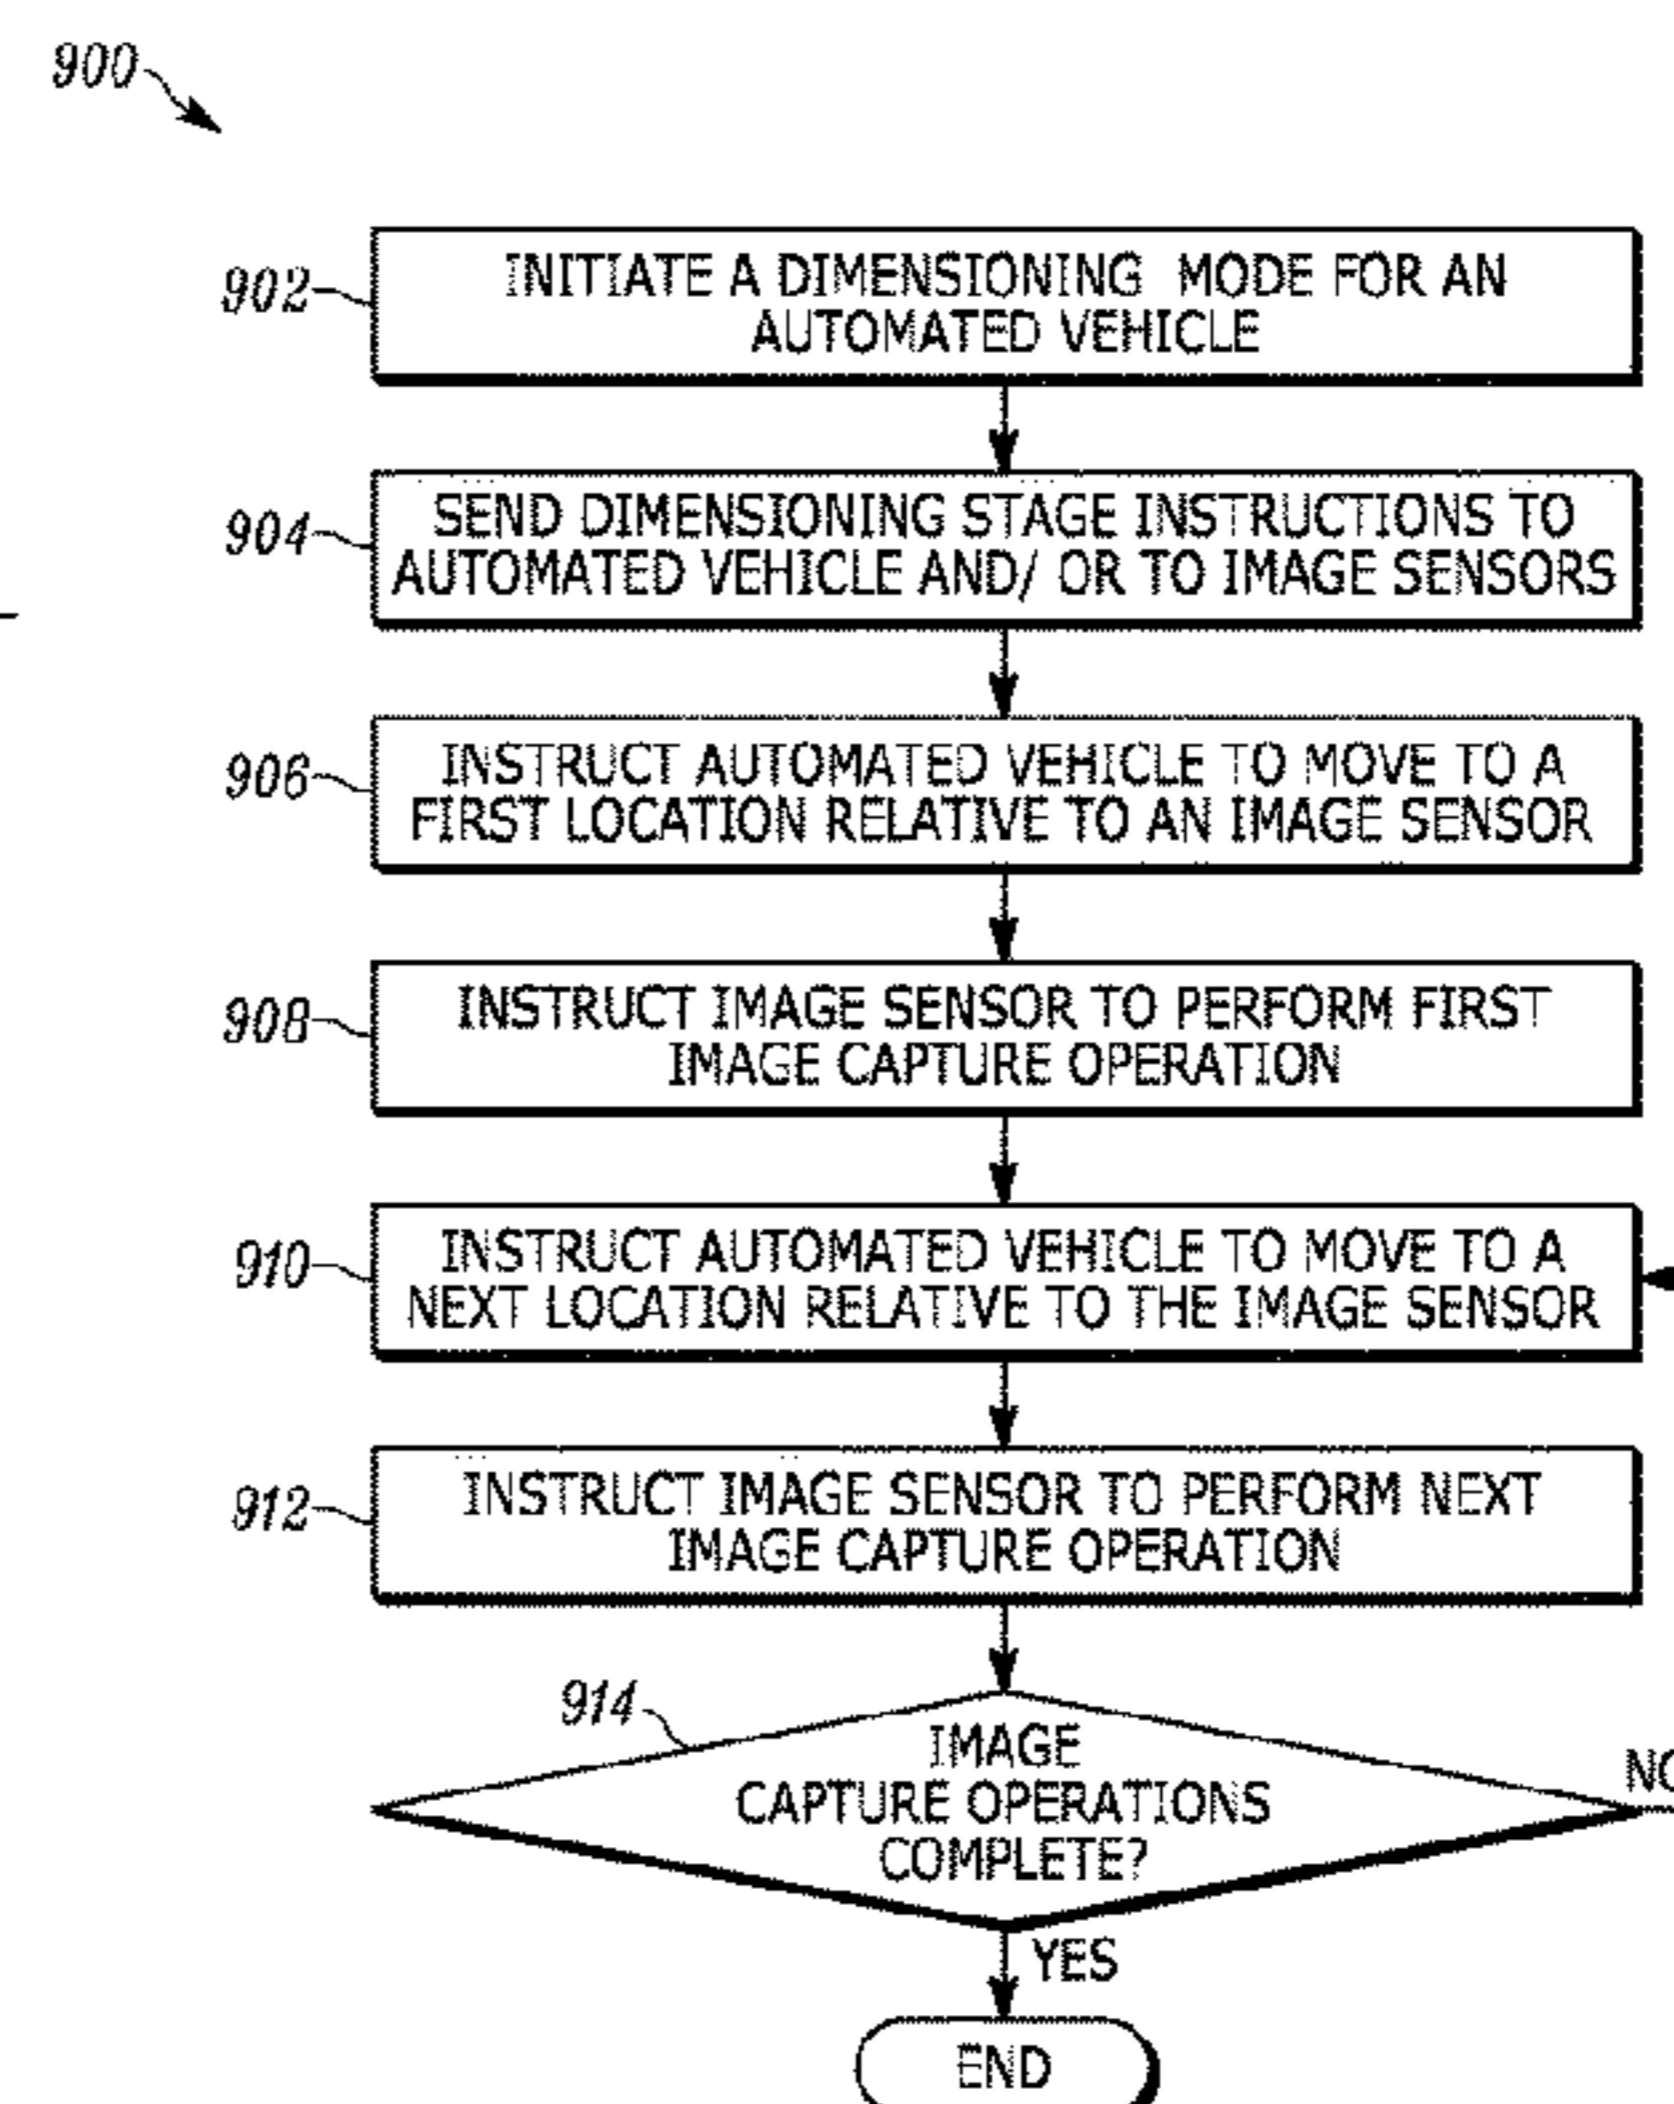 900
902
INITIATE A DIMENSIONING MODE FOR AN
AUTOMATED VEHICLE
904
SEND DIMENSIONING STAGE INSTRUCTIONS TO
AUTOMATED VEHICLE AND/ OR TO IMAGE SENSORS
906
INSTRUCT AUTOMATED VEHICLE TO MOVE TO A
FIRST LOCATION RELATIVE TO AN IMAGE SENSOR
908
INSTRUCT IMAGE SENSOR TO PERFORM FIRST
IMAGE CAPTURE OPERATION
910
INSTRUCT AUTOMATED VEHICLE TO MOVE TO A
NEXT LOCATION RELATIVE TO THE IMAGE SENSOR
912
INSTRUCT IMAGE SENSOR TO PERFORM NEXT
IMAGE CAPTURE OPERATION
914
IMAGE
CAPTURE OPERATIONS
COMPLETE?
NO
YES
END